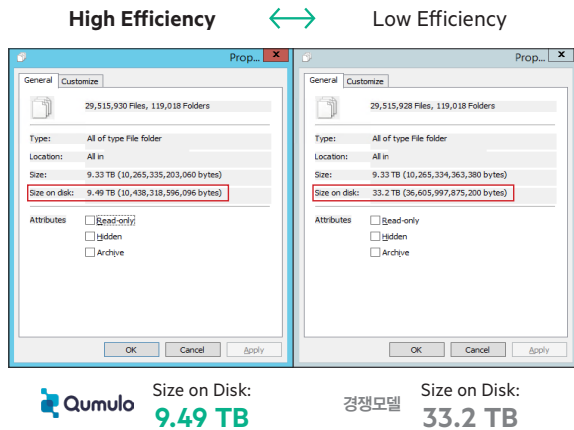 High Efficiency
Low Efficiency
Prop...
x
General Customize
29,515,930 Files, 119,018 Folders
Type: All of type File folder
Location: All in
Size: 9.33 TB (10,265,335,203,060 bytes)
Size on disk: 9.49 TB (10,438,318,596,096 bytes)
Attributes Read-only
Hidden
Archive
OK Cancel Apply
Prop...
x
General Customize
29,515,928 Files, 119,018 Folders
Type: All of type File folder
Location: All in
Size: 9.33 TB (10,265,334,363,380 bytes)
Size on disk: 33.2 TB (36,605,997,875,200 bytes)
Attributes Read-only
Hidden
Archive
OK Cancel Apply
Qumulo
Size on Disk:
9.49 TB
경쟁모델
Size on Disk:
33.2 TB